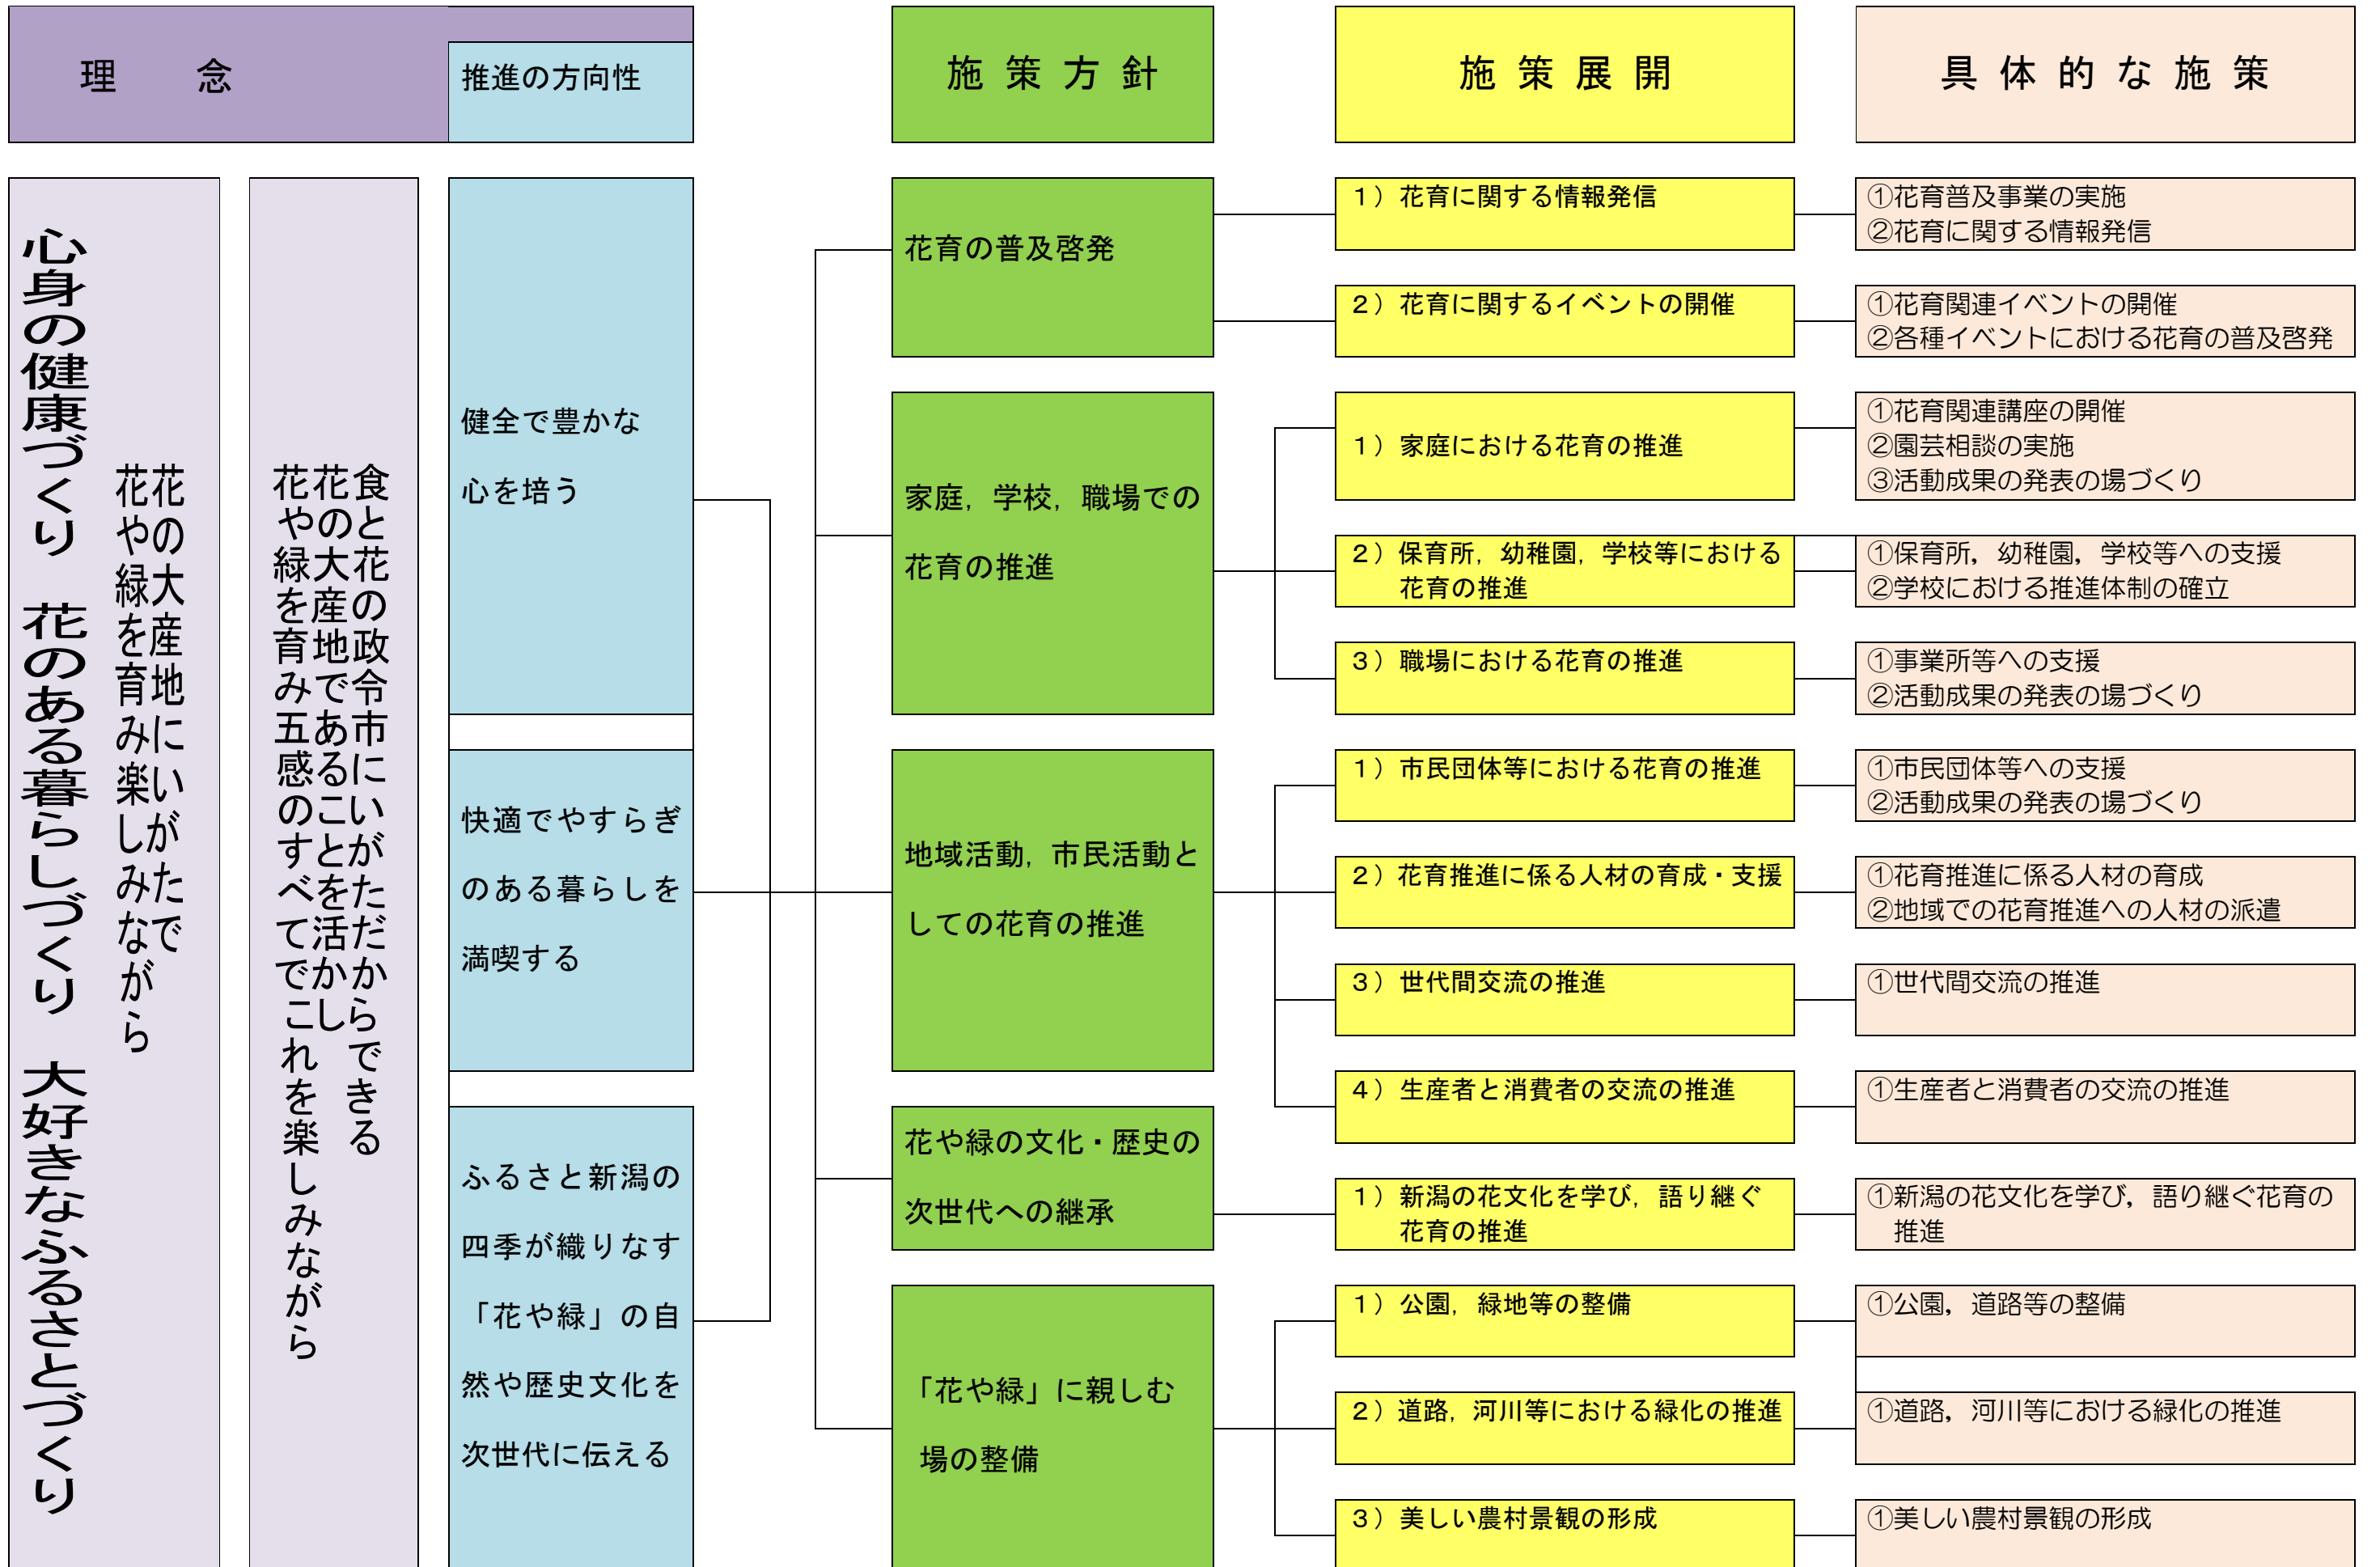 理　念
推進の方向性
施策方針
施策展開
具体的な施策
花の大産地にいがたで
花や緑を育み楽しみながら
心身の健康づくり　花のある暮らしづくり　大好きなふるさとづくり
食と花の政令市にいがただからできる
花の大産地であることを活かし
花や緑を育み五感のすべてでこれを楽しみながら
健全で豊かな
心を培う
快適でやすらぎ
のある暮らしを
満喫する
ふるさと新潟の
四季が織りなす
「花や緑」の自
然や歴史文化を
次世代に伝える
花育の普及啓発
1）花育に関する情報発信
①花育普及事業の実施
②花育に関する情報発信
2）花育に関するイベントの開催
①花育関連イベントの開催
②各種イベントにおける花育の普及啓発
家庭，学校，職場での
花育の推進
1）家庭における花育の推進
①花育関連講座の開催
②園芸相談の実施
③活動成果の発表の場づくり
2）保育所，幼稚園，学校等における
花育の推進
①保育所，幼稚園，学校等への支援
②学校における推進体制の確立
3）職場における花育の推進
①事業所等への支援
②活動成果の発表の場づくり
地域活動，市民活動と
しての花育の推進
1）市民団体等における花育の推進
①市民団体等への支援
②活動成果の発表の場づくり
2）花育推進に係る人材の育成・支援
①花育推進に係る人材の育成
②地域での花育推進への人材の派遣
3）世代間交流の推進
①世代間交流の推進
4）生産者と消費者の交流の推進
①生産者と消費者の交流の推進
花や緑の文化・歴史の
次世代への継承
1）新潟の花文化を学び，語り継ぐ
花育の推進
①新潟の花文化を学び，語り継ぐ花育の
推進
「花や緑」に親しむ
場の整備
1）公園，緑地等の整備
①公園，道路等の整備
2）道路，河川等における緑化の推進
①道路，河川等における緑化の推進
3）美しい農村景観の形成
①美しい農村景観の形成